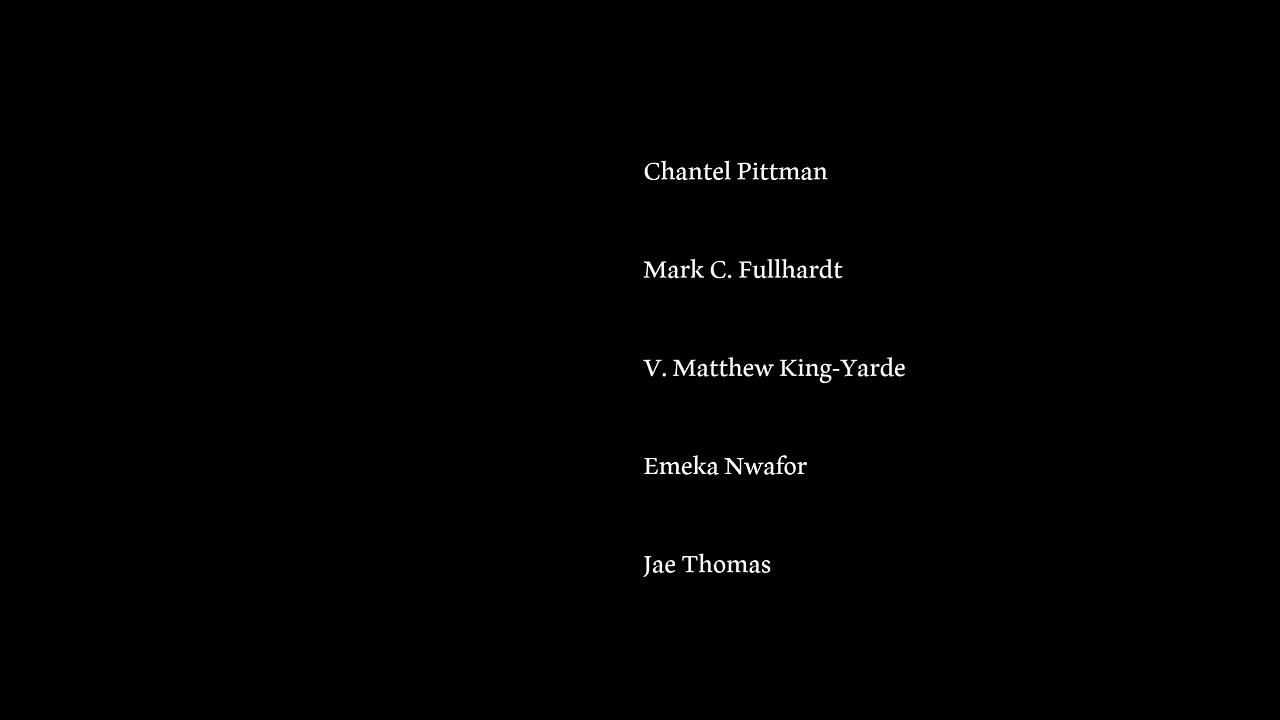 Chantel Pittman
Mark C. Fullhardt
V. Matthew King-Yarde
Emeka Nwafor
Jae Thomas